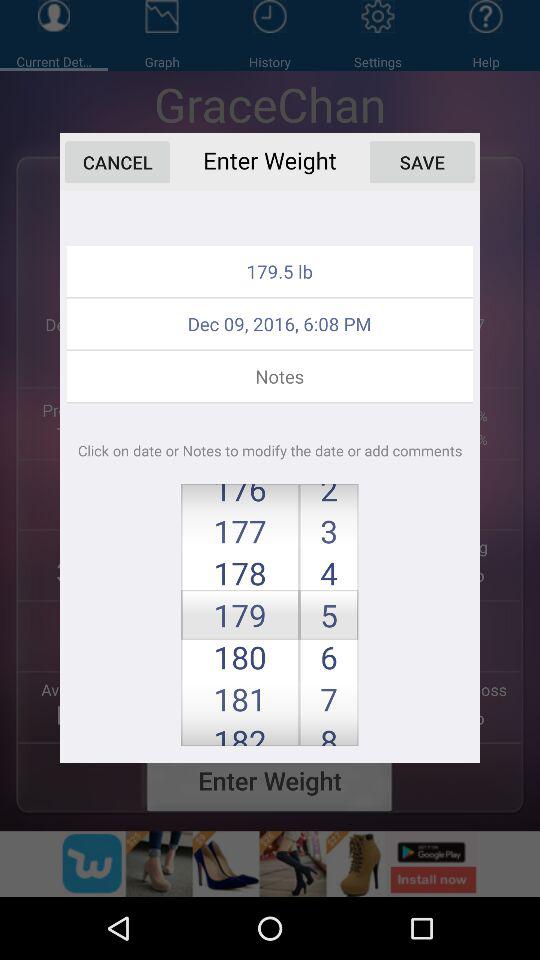 Current Det...
Graph
History
Settings
Help
GraceChan
CANCEL
Enter Weight
SAVE
179.5 lb
Dec 09, 2016, 6:08 PM
Notes
Click on date or Notes to modify the date or add comments
176 2
177 3
178 4
179 5
180 6
181 7
182 8
Enter Weight
GET IT ON
Google Play
Install now